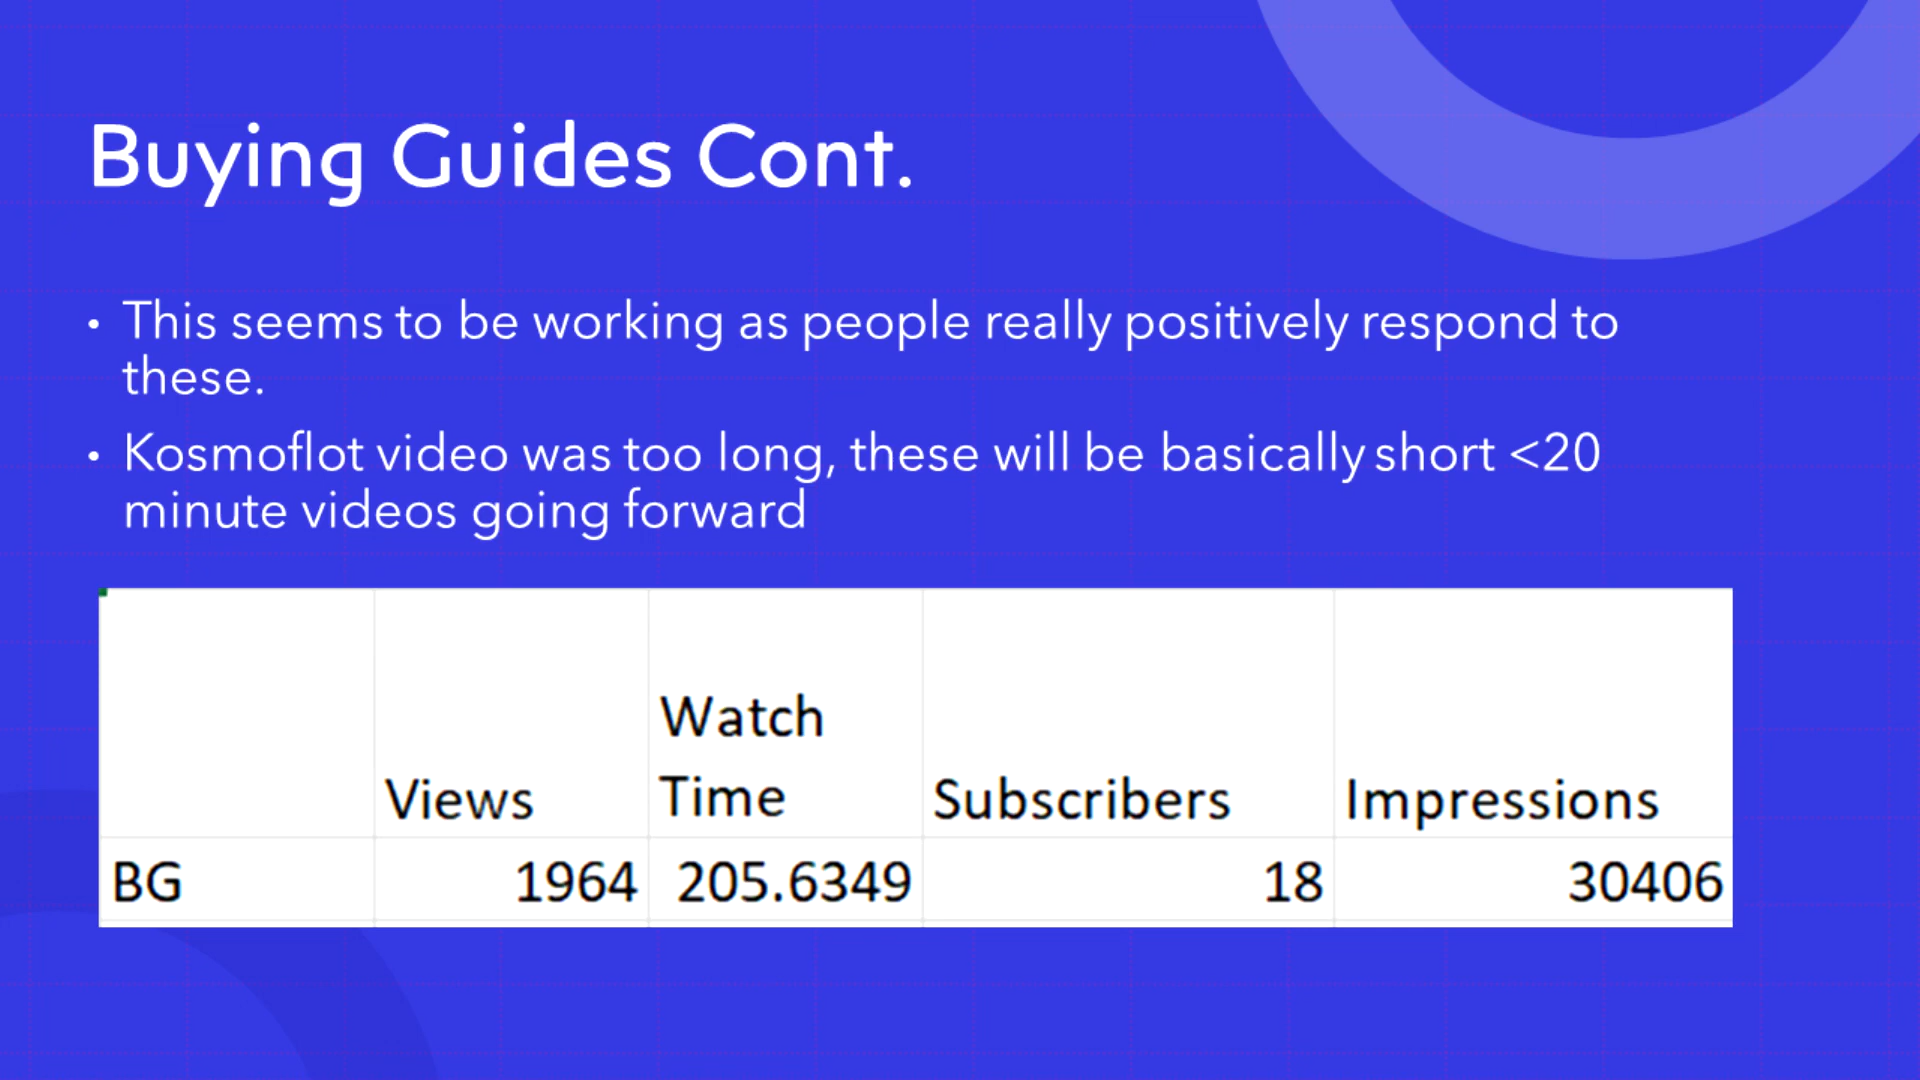 Buying Guides Cont.
• This seems to be working as people really positively respond to
these.
• Kosmoflot video was too long, these will be basically short <20
minute videos going forward
Watch
Views Time Subscribers Impressions
BG 1964 205.6349 18 30406